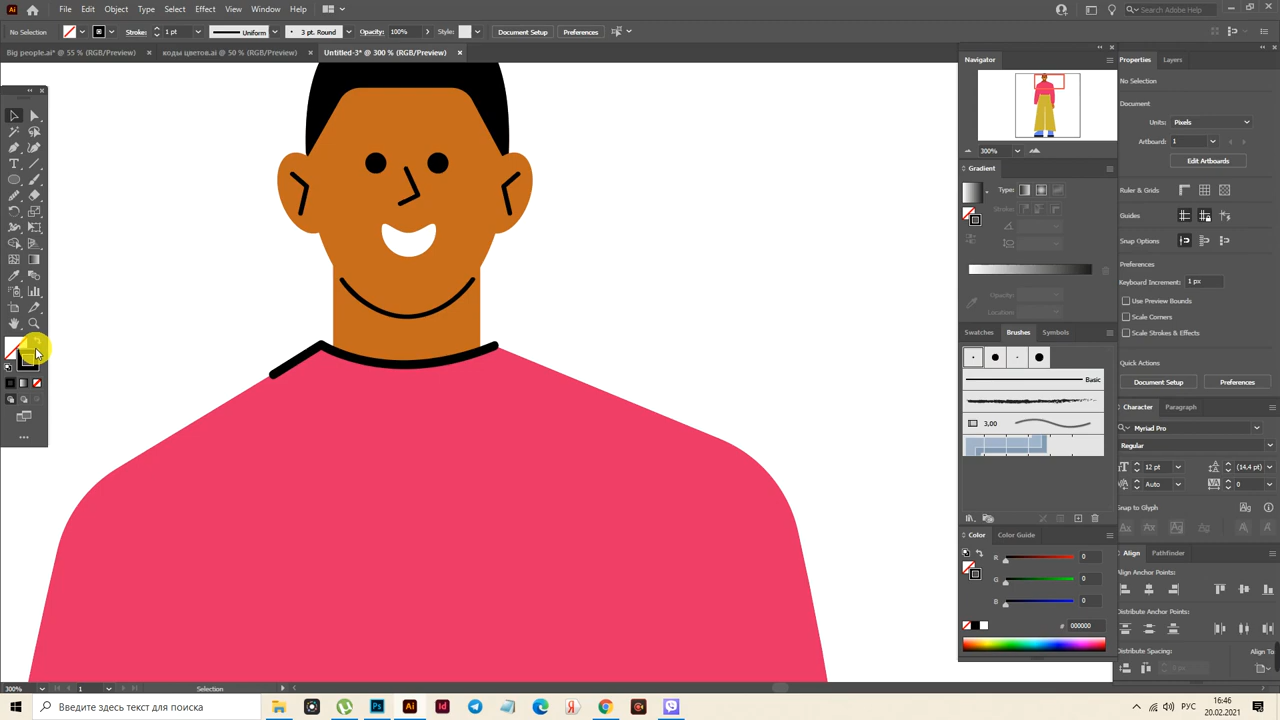 Ai File Edit Object Type Select Effect View Window Help
Search Adobe Help
No Selection Stroke: 1 pt Uniform 3 pt. Round Opacity: 100% Style: Document Setup Preferences
Big people.ai* @ 55 % (RGB/Preview) × коды цветов.ai @ 50 % (RGB/Preview) × Untitled-3* @ 300 % (RGB/Preview) ×
Navigator
300%
Gradient
Type:
Stroke:
Opacity:
Location:
Swatches Brushes Symbols
Basic
3,00
Color Color Guide
R 0
G 0
B 0
# 000000
Properties Layers
No Selection
Document
Units: Pixels
Artboard: 1
Edit Artboards
Ruler & Grids
Guides
Snap Options
Preferences
Keyboard Increment: 1 px
Use Preview Bounds
Scale Corners
Scale Strokes & Effects
Quick Actions
Document Setup Preferences
Character Paragraph
Myriad Pro
Regular
12 pt (14,4 pt)
Auto 0
Snap to Glyph
Align Pathfinder
Align Anchor Points:
Distribute Anchor Points:
Distribute Spacing: Align To:
0 px
300% 1 Selection
Введите здесь текст для поиска
Ps Ai Id
РУС
16:46
20.02.2021